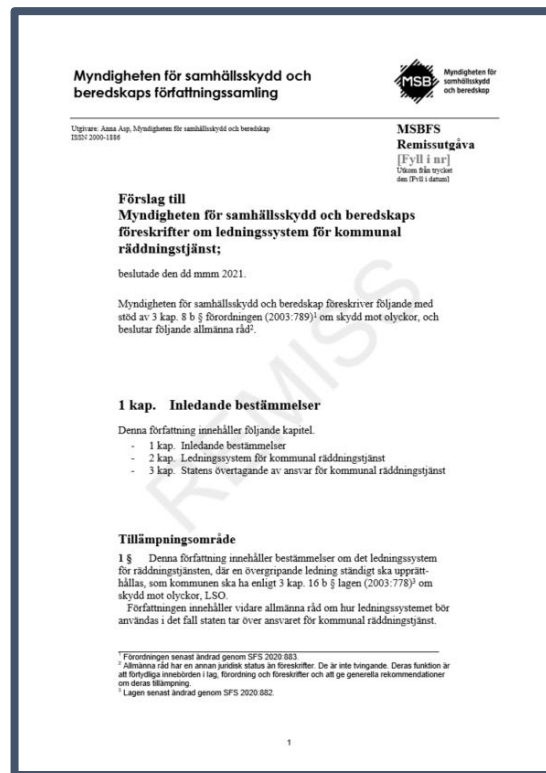 Myndigheten för samhällsskydd och
beredskaps författningssamling
MSB
Myndigheten för
samhällsskydd
och beredskap
Utgivare: Anna Asp, Myndigheten för samhällsskydd och beredskap
ISSN 2000-1886
MSBFS
Remissutgåva
[Fyll i nr]
Utkom från trycket
den [Fyll i datum]
Förslag till
Myndigheten för samhällsskydd och beredskaps
föreskrifter om ledningssystem för kommunal
räddningstjänst;
beslutade den dd mmm 2021.
Myndigheten för samhällsskydd och beredskap föreskriver följande med
stöd av 3 kap. 8 b § förordningen (2003:789)¹ om skydd mot olyckor, och
beslutar följande allmänna råd².
REMISS
1 kap. Inledande bestämmelser
Denna författning innehåller följande kapitel.
- 1 kap. Inledande bestämmelser
- 2 kap. Ledningssystem för kommunal räddningstjänst
- 3 kap. Statens övertagande av ansvar för kommunal räddningstjänst
Tillämpningsområde
1 § Denna författning innehåller bestämmelser om det ledningssystem
för räddningstjänsten, där en övergripande ledning ständigt ska upprätt-
hållas, som kommunen ska ha enligt 3 kap. 16 b § lagen (2003:778)³ om
skydd mot olyckor, LSO.
Författningen innehåller vidare allmänna råd om hur ledningssystemet bör
användas i det fall staten tar över ansvaret för kommunal räddningstjänst.
¹ Förordningen senast ändrad genom SFS 2020:883.
² Allmänna råd har en annan juridisk status än föreskrifter. De är inte tvingande. Deras funktion är
att förtydliga innebörden i lag, förordning och föreskrifter och att ge generella rekommendationer
om deras tillämpning.
³ Lagen senast ändrad genom SFS 2020:882.
1